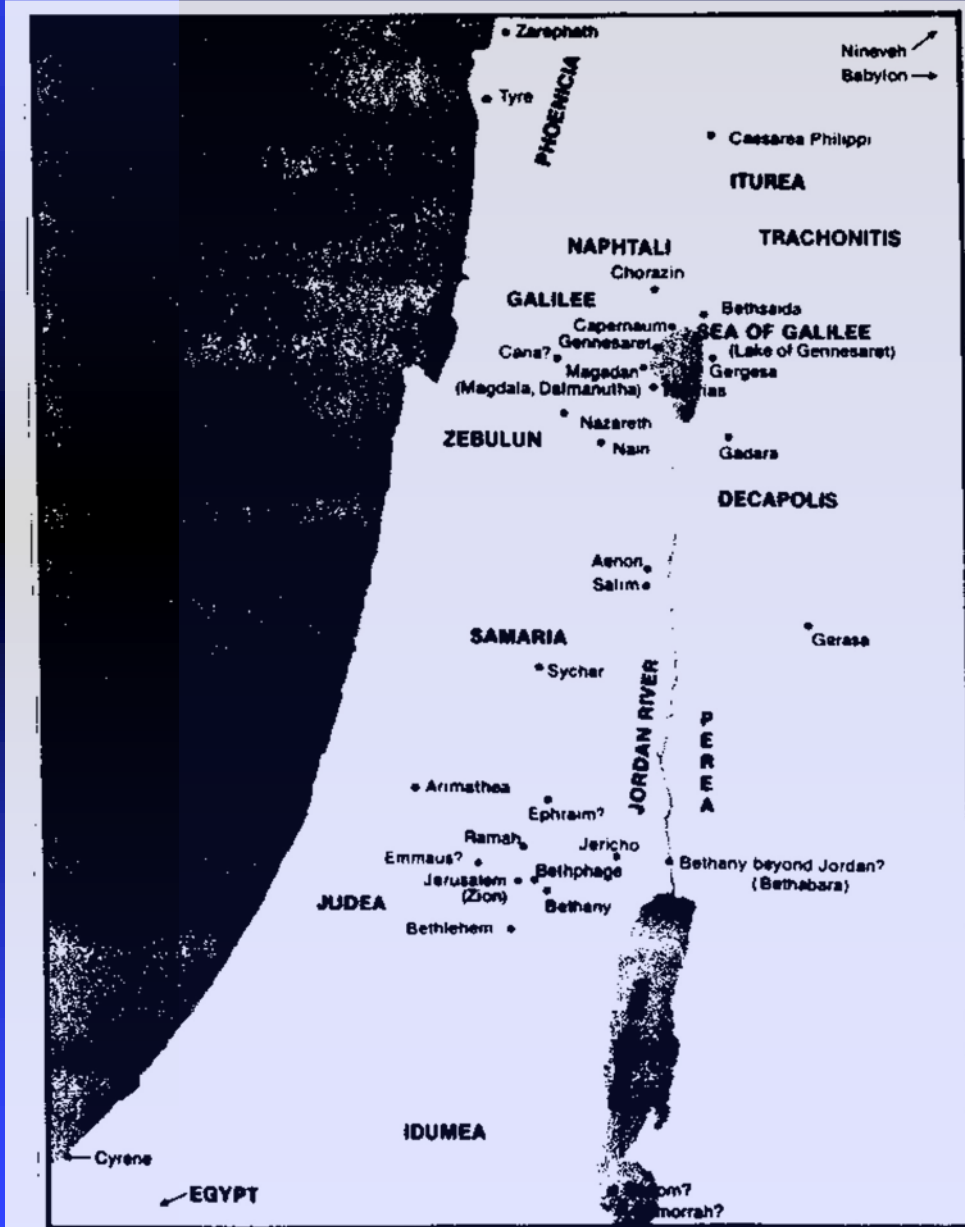 Zarephath
Nineveh
Babylon
Tyre
PHOENICIA
Caesarea Philippi
ITUREA
TRACHONITIS
NAPHTALI
Chorazin
GALILEE
Bethsaida
Capernaum
SEA OF GALILEE
Gennesaret
(Lake of Gennesaret)
Cana?
Magadan
Gergesa
(Magdala, Dalmanutha)
Nazareth
ZEBULUN
Nain
Gadara
DECAPOLIS
Aenon
Salim
SAMARIA
Gerasa
Sychar
JORDAN RIVER
PEREA
Arimathea
Ephraim?
Ramah
Jericho
Emmaus?
Bethany beyond Jordan?
(Bethabara)
Bethphage
Jerusalem
(Zion)
JUDEA
Bethany
Bethlehem
IDUMEA
Cyrene
EGYPT